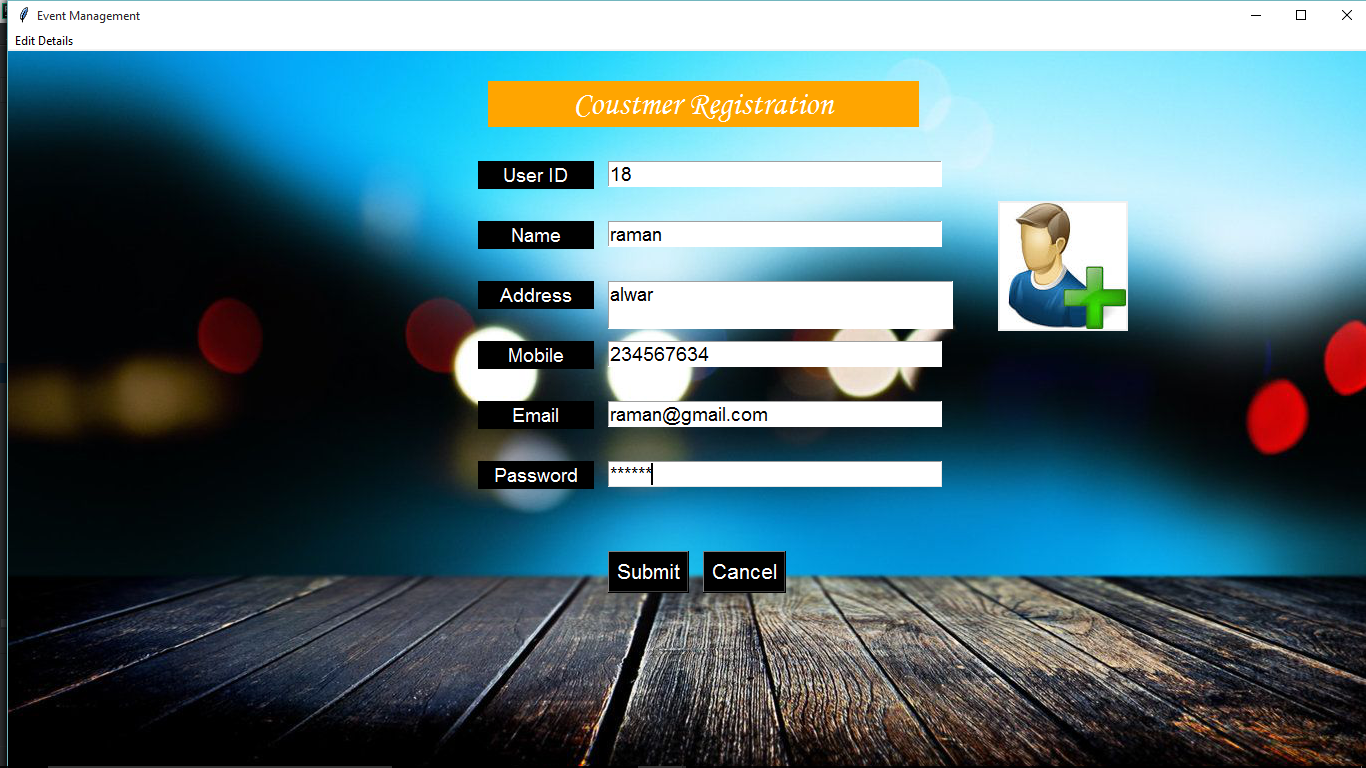 Event Management
Edit Details
Coustmer Registration
User ID 18
Name raman
Address alwar
Mobile 234567634
Email raman@gmail.com
Password ******
Submit Cancel